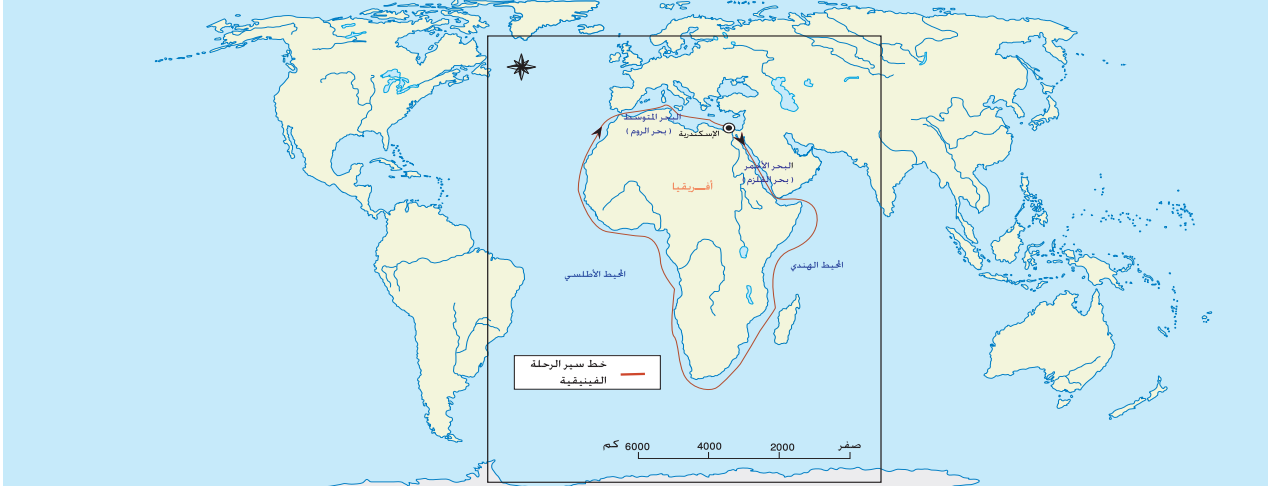 البحر المتوسط
( بحر الروم )
الإسكندرية
البحر الأحمر
( بحر القلزم )
أفــريقيا
المحيط الهندي
المحيط الأطلسي
خط سير الرحلة
الفينيقية
صفر 2000 4000 6000 كم